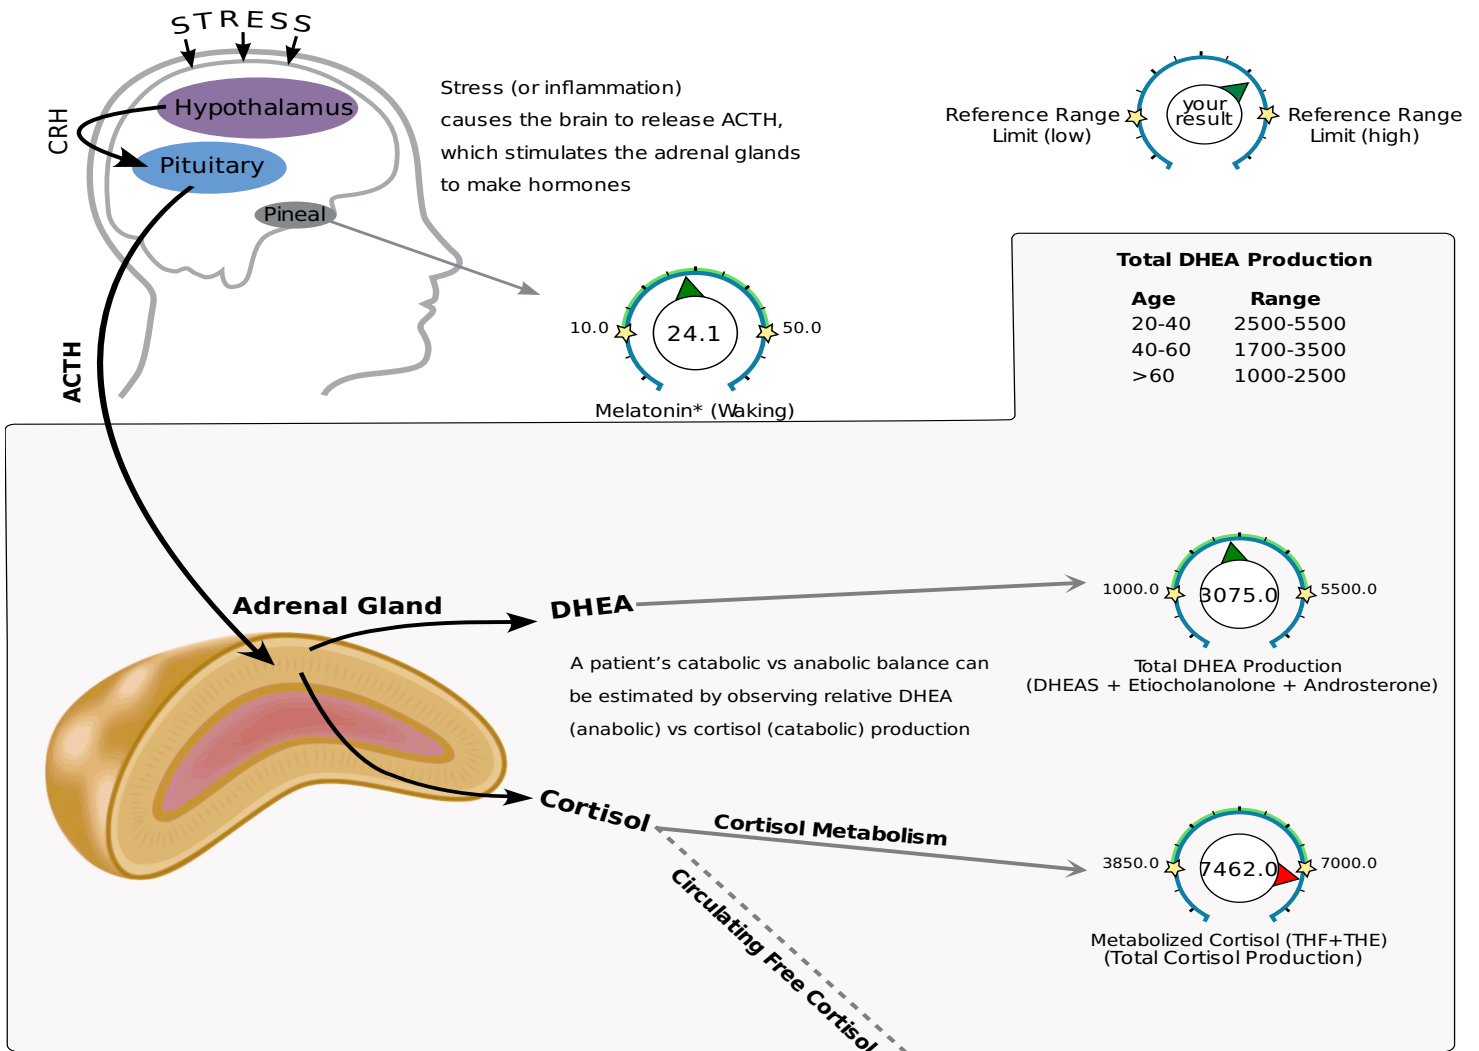 STRESS
Hypothalamus
CRH
Pituitary
Pineal
ACTH
Stress (or inflammation)
causes the brain to release ACTH,
which stimulates the adrenal glands
to make hormones
Reference Range
Limit (low)
your
result
Reference Range
Limit (high)
10.0
24.1
50.0
Melatonin* (Waking)
Total DHEA Production
Age Range
20-40 2500-5500
40-60 1700-3500
>60 1000-2500
Adrenal Gland
DHEA
1000.0
3075.0
5500.0
Total DHEA Production
(DHEAS + Etiocholanolone + Androsterone)
A patient’s catabolic vs anabolic balance can
be estimated by observing relative DHEA
(anabolic) vs cortisol (catabolic) production
Cortisol
Cortisol Metabolism
3850.0
7462.0
7000.0
Metabolized Cortisol (THF+THE)
(Total Cortisol Production)
Circulating Free Cortisol